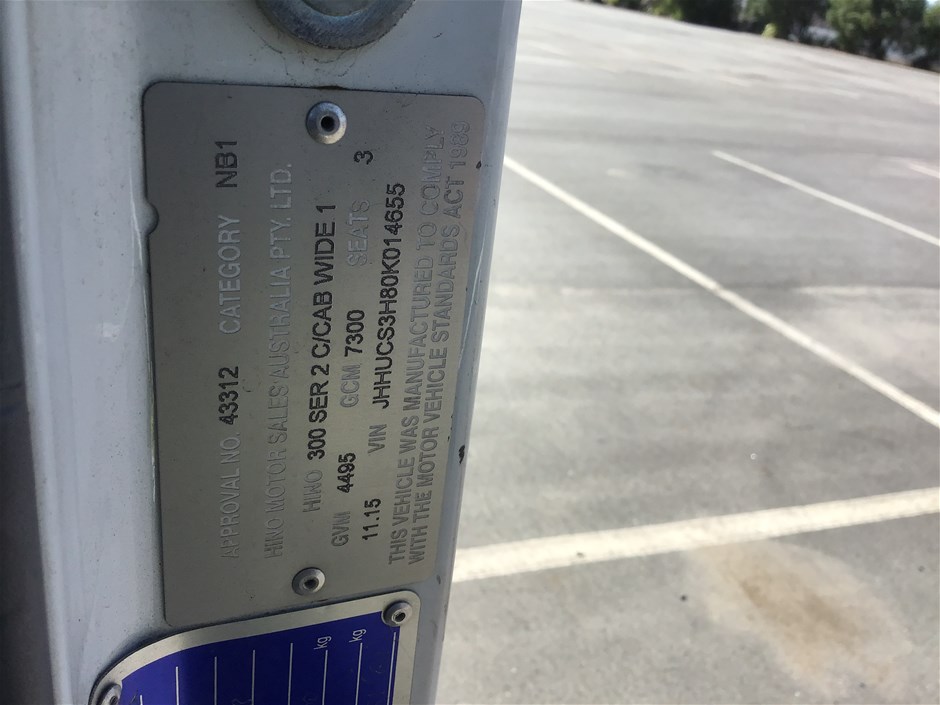 APPROVAL NO. 43312 CATEGORY NB1
HINO MOTOR SALES AUSTRALIA PTY. LTD.
HINO 300 SER 2 C/CAB WIDE 1
GVM 4495 GCM 7300 SEATS 3
11.15 VIN JHHUCS3H80K014655
THIS VEHICLE WAS MANUFACTURED TO COMPLY
WITH THE MOTOR VEHICLE STANDARDS ACT 1989
kg
kg